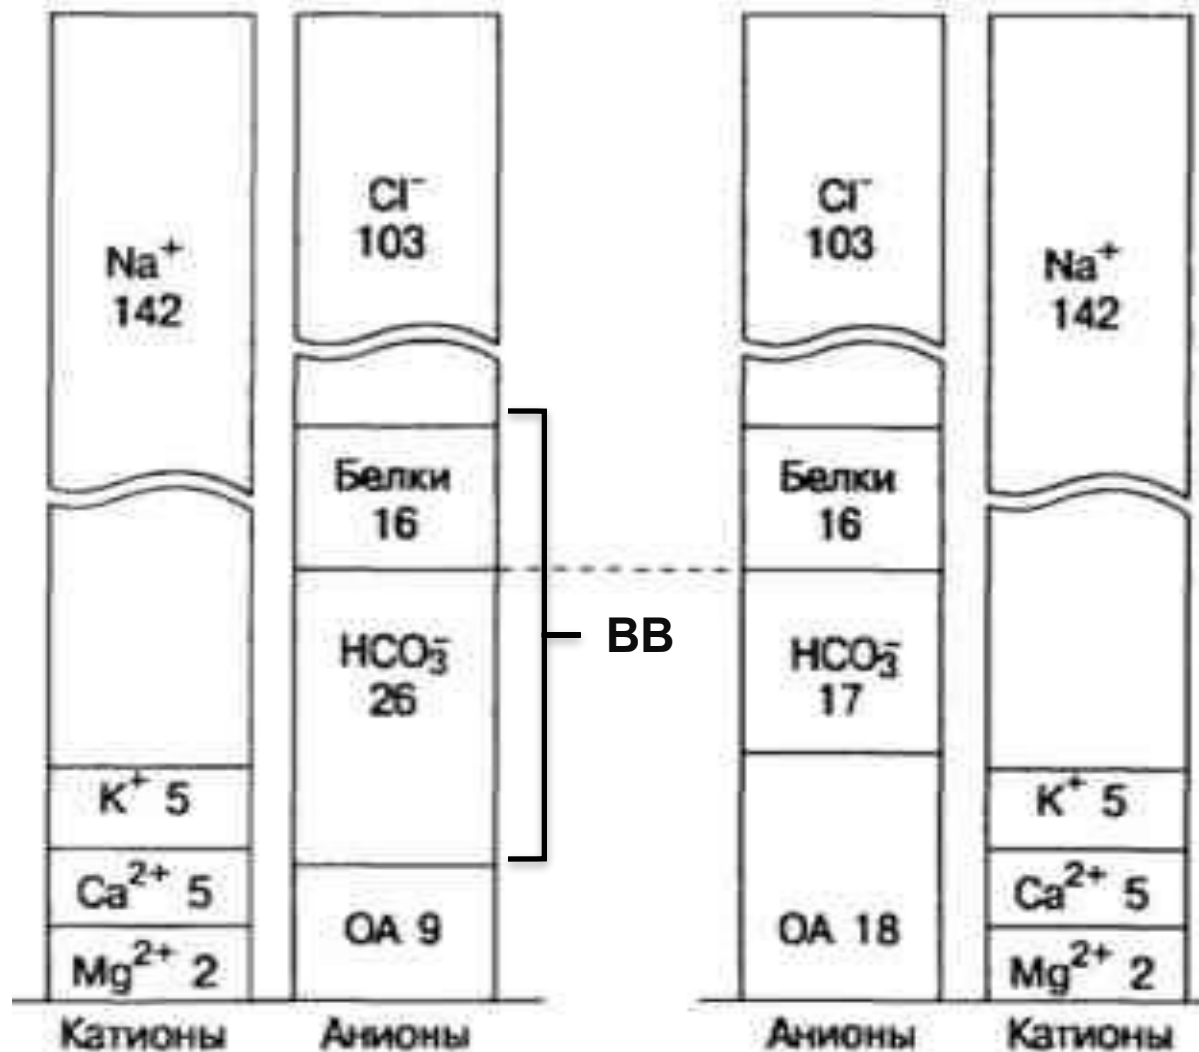 Na⁺
142
K⁺ 5
Ca²⁺ 5
Mg²⁺ 2
Катионы
Cl⁻
103
Белки
16
HCO₃⁻
26
OA 9
Анионы
BB
Cl⁻
103
Белки
16
HCO₃⁻
17
OA 18
Анионы
Na⁺
142
K⁺ 5
Ca²⁺ 5
Mg²⁺ 2
Катионы